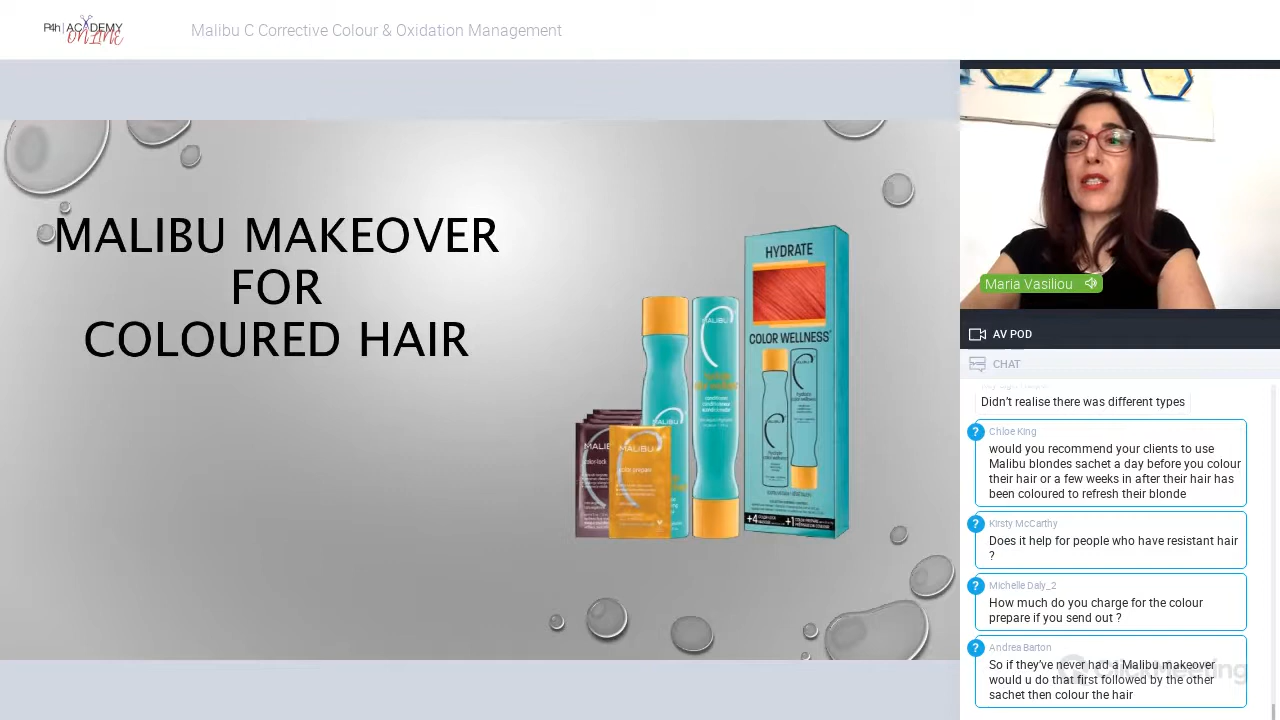 P4h | ACADEMY
ONLINE
Malibu C Corrective Colour & Oxidation Management
MALIBU MAKEOVER
FOR
COLOURED HAIR
HYDRATE
COLOR WELLNESS
MALIBU
MALIBU
color prepare
Maria Vasiliou
AV POD
CHAT
Didn't realise there was different types
Chloe King
would you recommend your clients to use
Malibu blondes sachet a day before you colour
their hair or a few weeks in after their hair has
been coloured to refresh their blonde
Kirsty McCarthy
Does it help for people who have resistant hair
?
Michelle Daly_2
How much do you charge for the colour
prepare if you send out ?
Andrea Barton
So if they've never had a Malibu makeover
would u do that first followed by the other
sachet then colour the hair